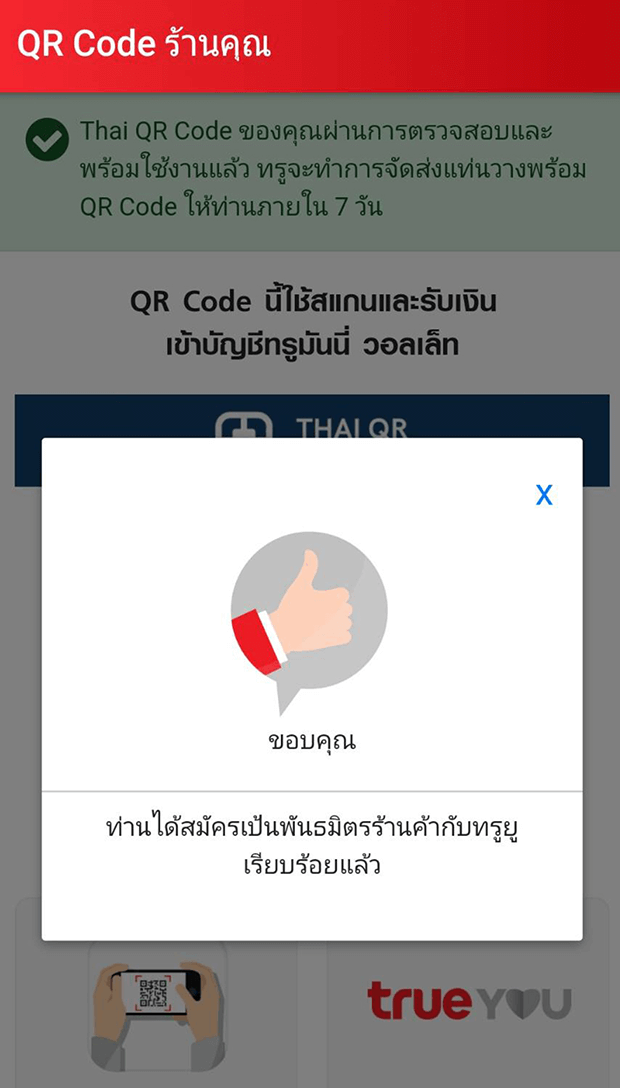 QR Code ร้านคุณ
Thai QR Code ของคุณผ่านการตรวจสอบและ
พร้อมใช้งานแล้ว ทรูจะทำการจัดส่งแท่นวางพร้อม
QR Code ให้ท่านภายใน 7 วัน
QR Code นี้ใช้สแกนและรับเงิน
เข้าบัญชีทรูมันนี่ วอลเล็ท
THAI QR
X
ขอบคุณ
ท่านได้สมัครเป็นพันธมิตรร้านค้ากับทรูยู
เรียบร้อยแล้ว
true YOU